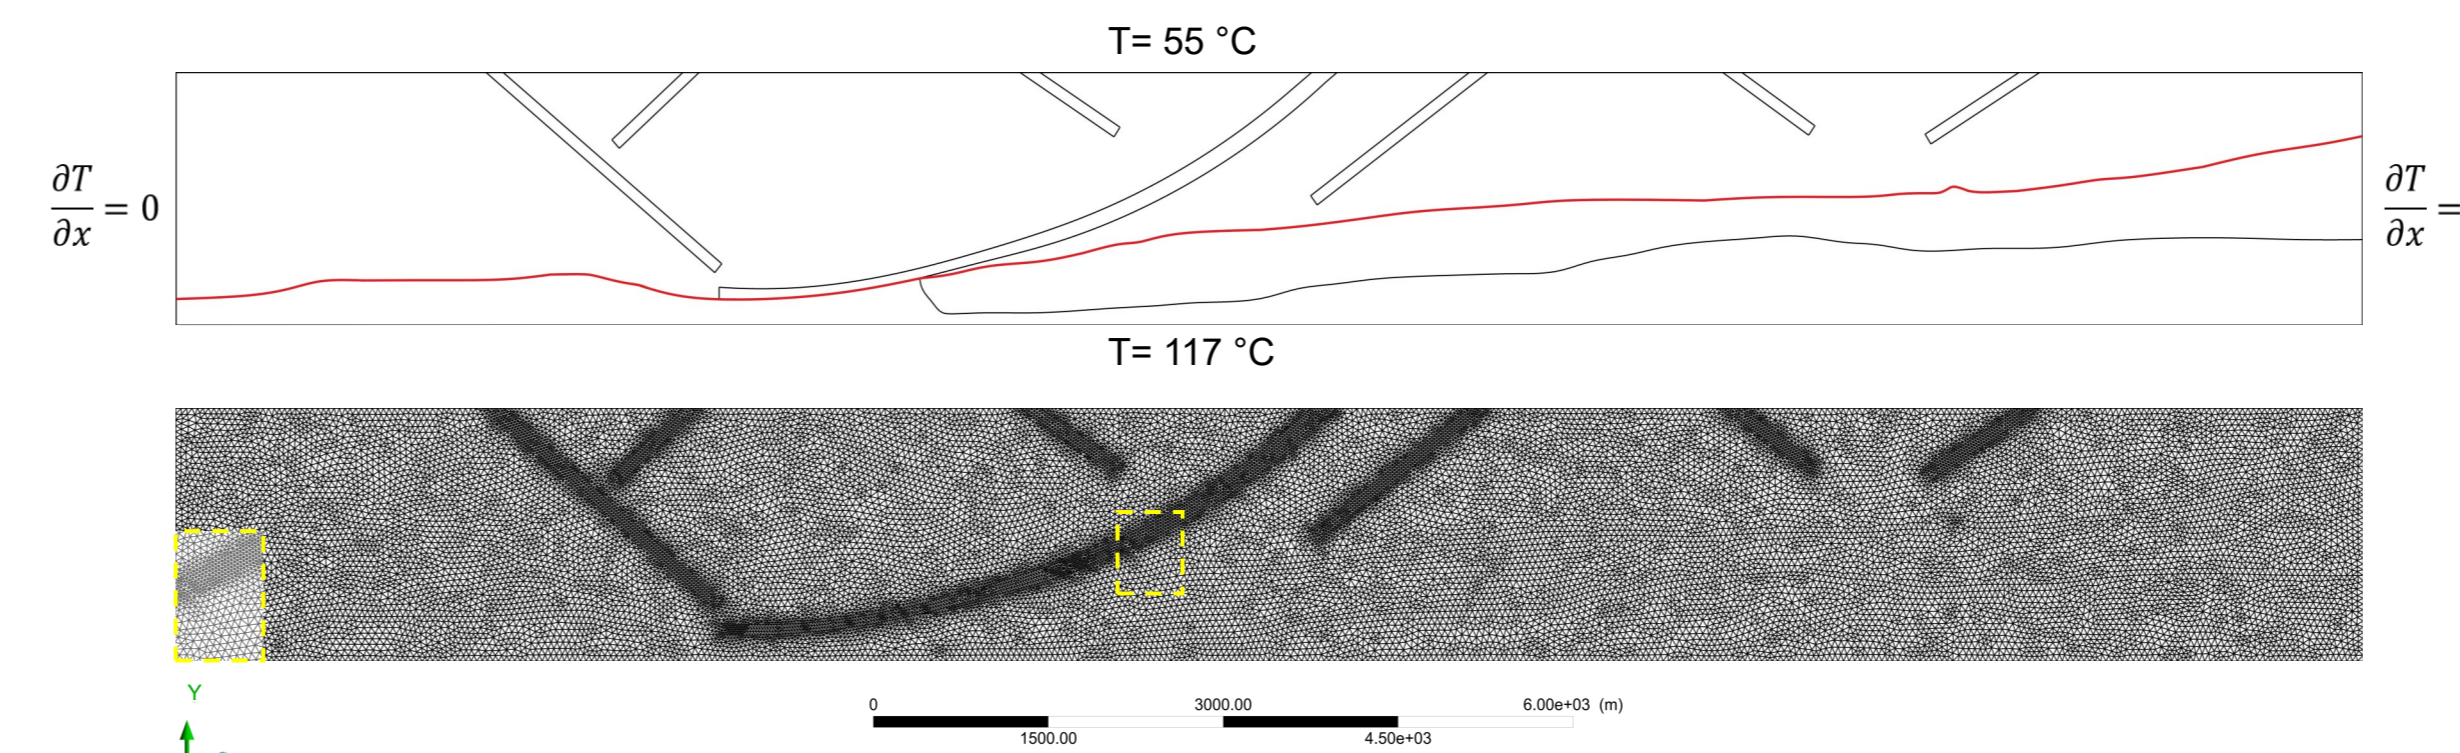 T= 55 °C
∂T/∂x = 0
∂T/∂x =
T= 117 °C
Y
0 3000.00 6.00e+03 (m)
1500.00 4.50e+03